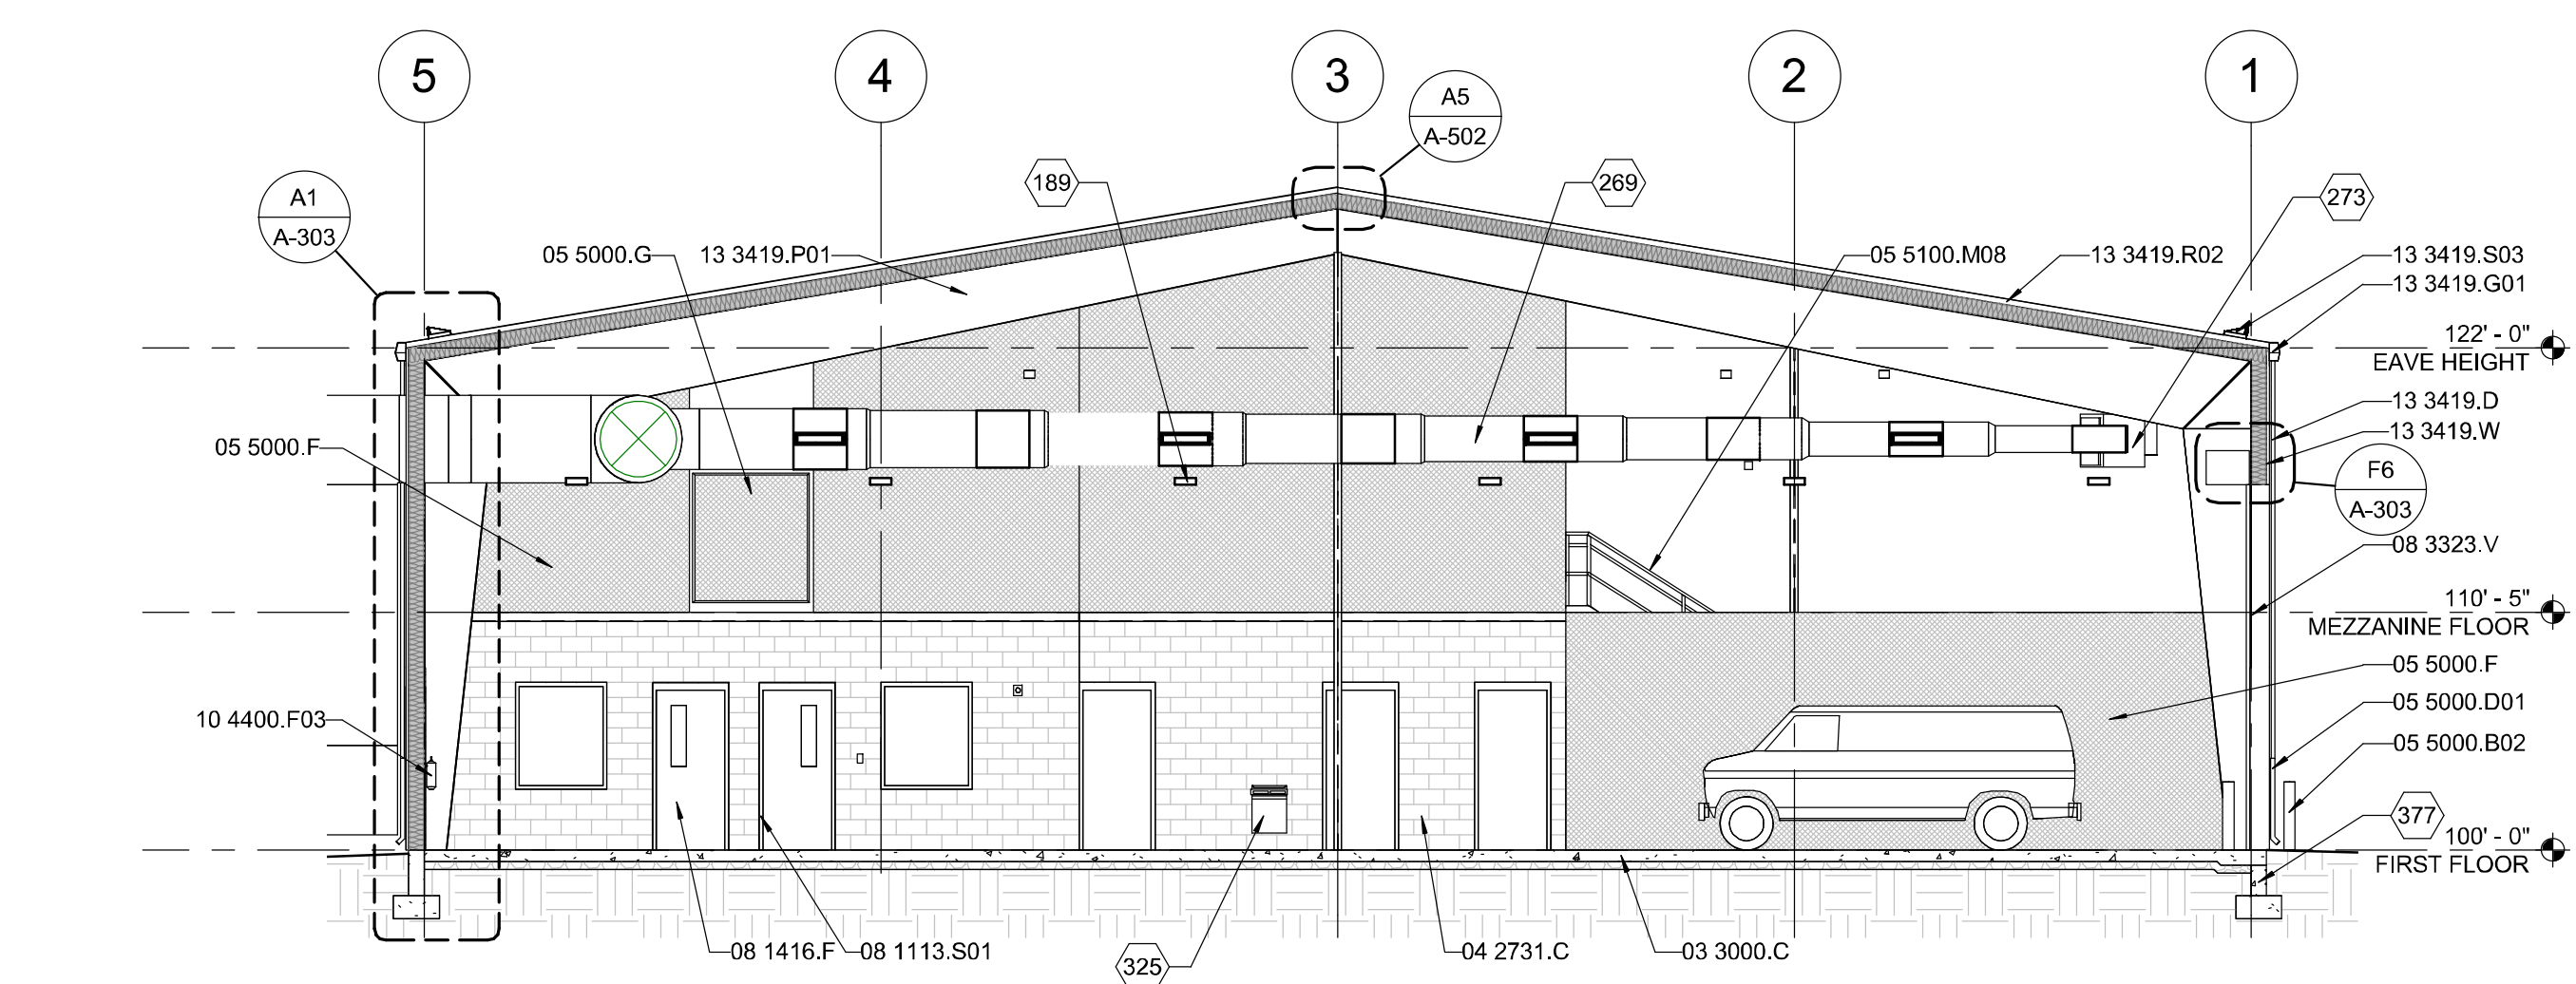 5
4
3
2
1
A5
A-502
A1
A-303
189
269
273
05 5000.G
13 3419.P01
05 5100.M08
13 3419.R02
13 3419.S03
13 3419.G01
122' - 0"
EAVE HEIGHT
13 3419.D
13 3419.W
05 5000.F
F6
A-303
08 3323.V
110' - 5"
MEZZANINE FLOOR
05 5000.F
05 5000.D01
10 4400.F03
05 5000.B02
377
100' - 0"
FIRST FLOOR
08 1416.F
08 1113.S01
325
04 2731.C
03 3000.C